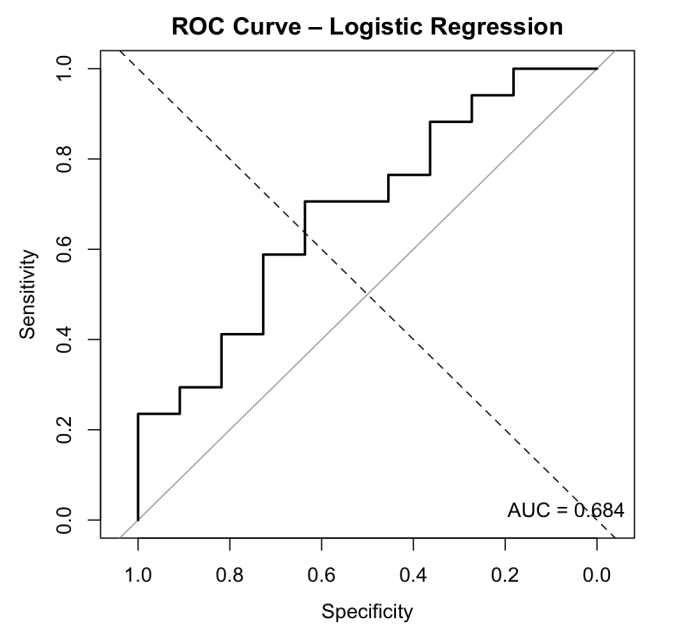 ROC Curve – Logistic Regression
1.0
0.8
0.6
0.4
0.2
0.0
Sensitivity
AUC = 0.684
1.0 0.8 0.6 0.4 0.2 0.0
Specificity